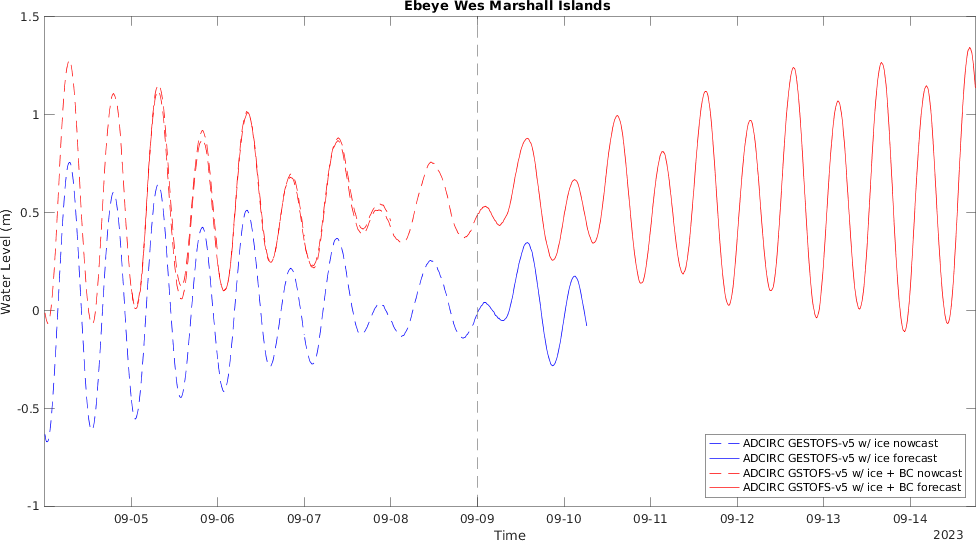 Ebeye Wes Marshall Islands
1.5
1
0.5
0
-0.5
-1
Water Level (m)
09-05 09-06 09-07 09-08 09-09 09-10 09-11 09-12 09-13 09-14
Time
2023
ADCIRC GESTOFS-v5 w/ ice nowcast
ADCIRC GESTOFS-v5 w/ ice forecast
ADCIRC GSTOFS-v5 w/ ice + BC nowcast
ADCIRC GSTOFS-v5 w/ ice + BC forecast